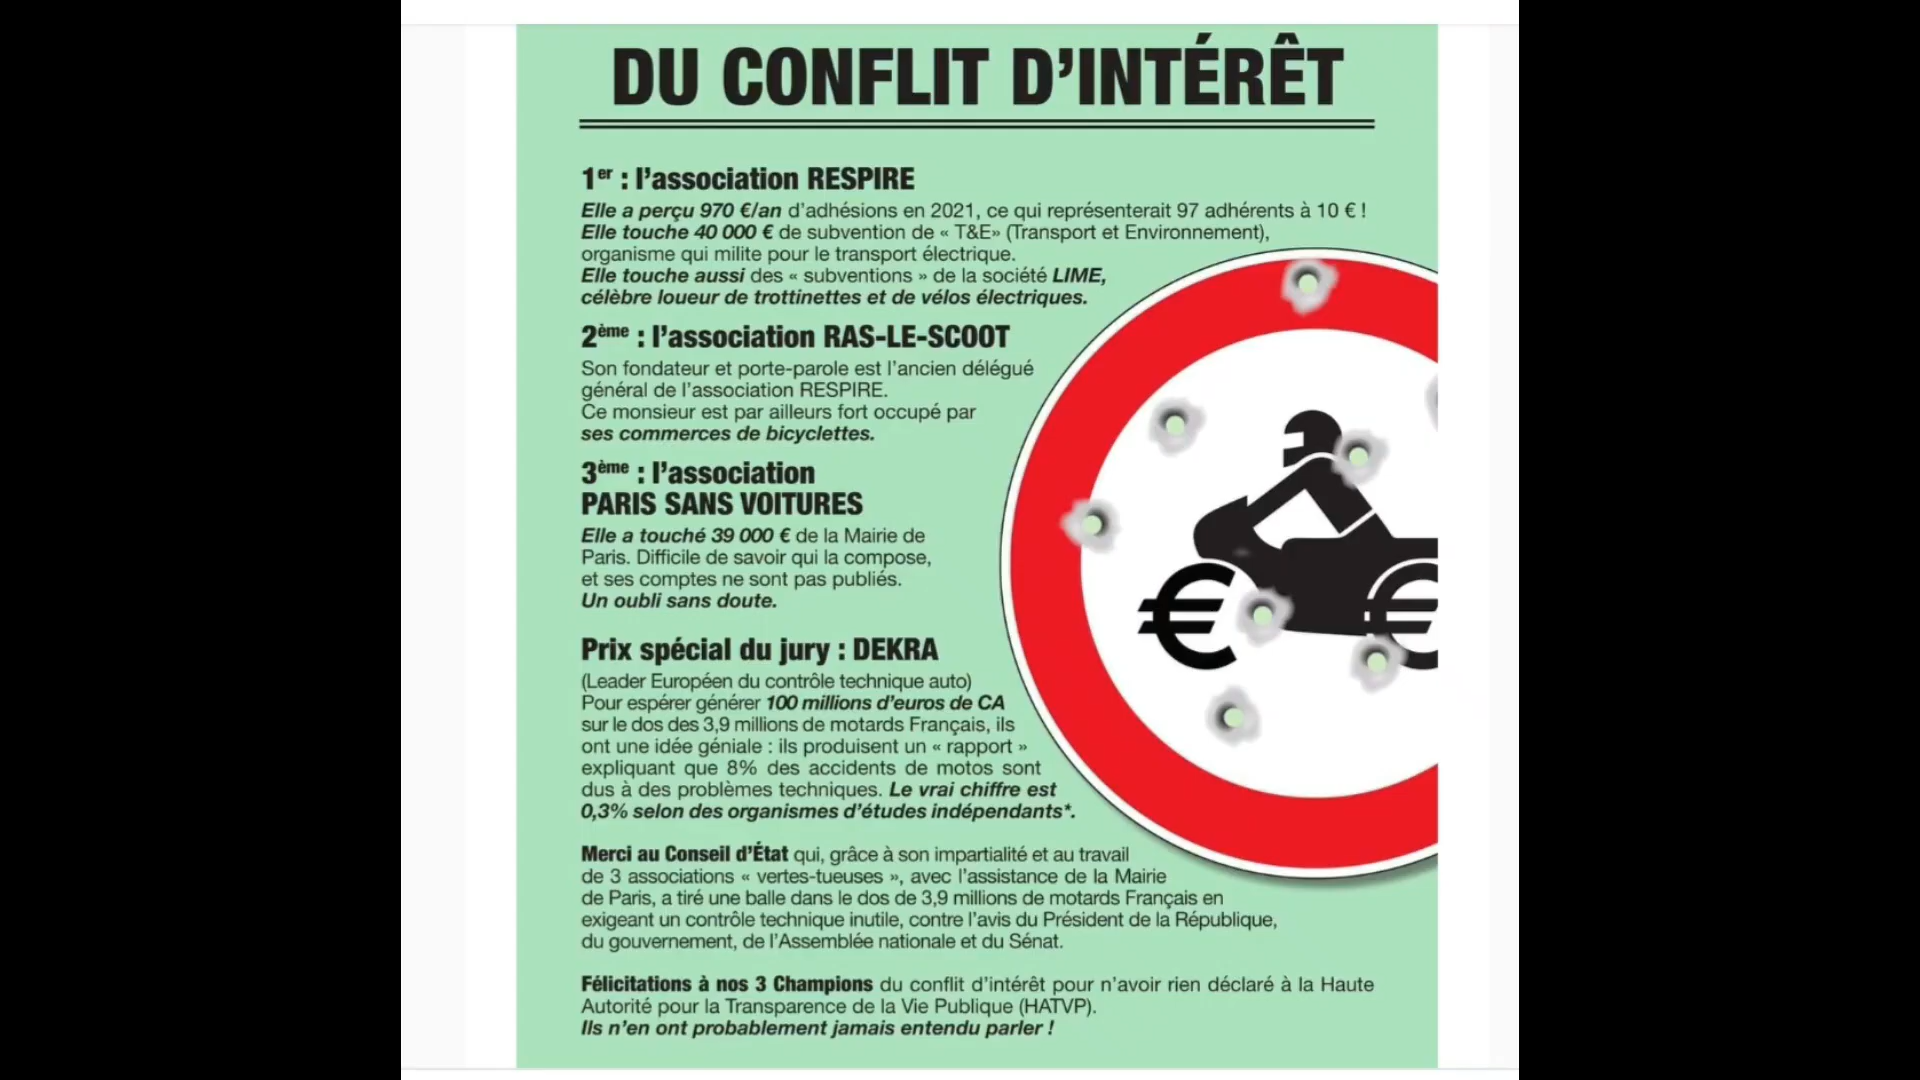 DU CONFLIT D’INTÉRÊT
1er : l’association RESPIRE
Elle a perçu 970 €/an d’adhésions en 2021, ce qui représenterait 97 adhérents à 10 € !
Elle touche 40 000 € de subvention de « T&E» (Transport et Environnement),
organisme qui milite pour le transport électrique.
Elle touche aussi des « subventions » de la société LIME,
célèbre loueur de trottinettes et de vélos électriques.
2ème : l’association RAS-LE-SCOOT
Son fondateur et porte-parole est l’ancien délégué
général de l’association RESPIRE.
Ce monsieur est par ailleurs fort occupé par
ses commerces de bicyclettes.
3ème : l’association
PARIS SANS VOITURES
Elle a touché 39 000 € de la Mairie de
Paris. Difficile de savoir qui la compose,
et ses comptes ne sont pas publiés.
Un oubli sans doute.
Prix spécial du jury : DEKRA
(Leader Européen du contrôle technique auto)
Pour espérer générer 100 millions d’euros de CA
sur le dos des 3,9 millions de motards Français, ils
ont une idée géniale : ils produisent un « rapport »
expliquant que 8% des accidents de motos sont
dus à des problèmes techniques. Le vrai chiffre est
0,3% selon des organismes d’études indépendants*.
Merci au Conseil d’État qui, grâce à son impartialité et au travail
de 3 associations « vertes-tueuses », avec l’assistance de la Mairie
de Paris, a tiré une balle dans le dos de 3,9 millions de motards Français en
exigeant un contrôle technique inutile, contre l’avis du Président de la République,
du gouvernement, de l’Assemblée nationale et du Sénat.
Félicitations à nos 3 Champions du conflit d’intérêt pour n’avoir rien déclaré à la Haute
Autorité pour la Transparence de la Vie Publique (HATVP).
Ils n’en ont probablement jamais entendu parler !
€ €